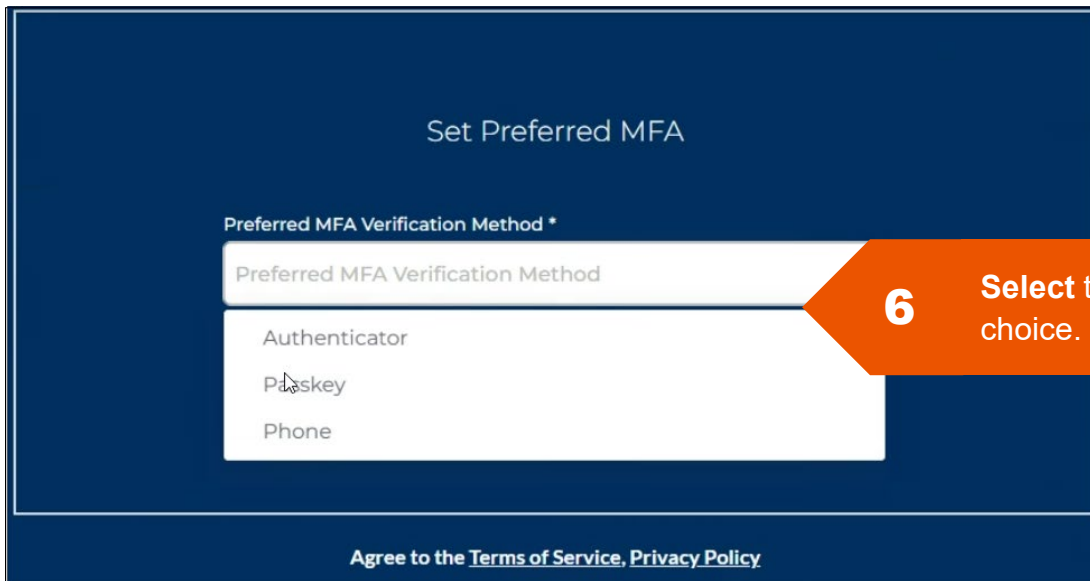 Set Preferred MFA
Preferred MFA Verification Method *
Preferred MFA Verification Method
6
Select
choice.
Authenticator
Passkey
Phone
Agree to the Terms of Service, Privacy Policy